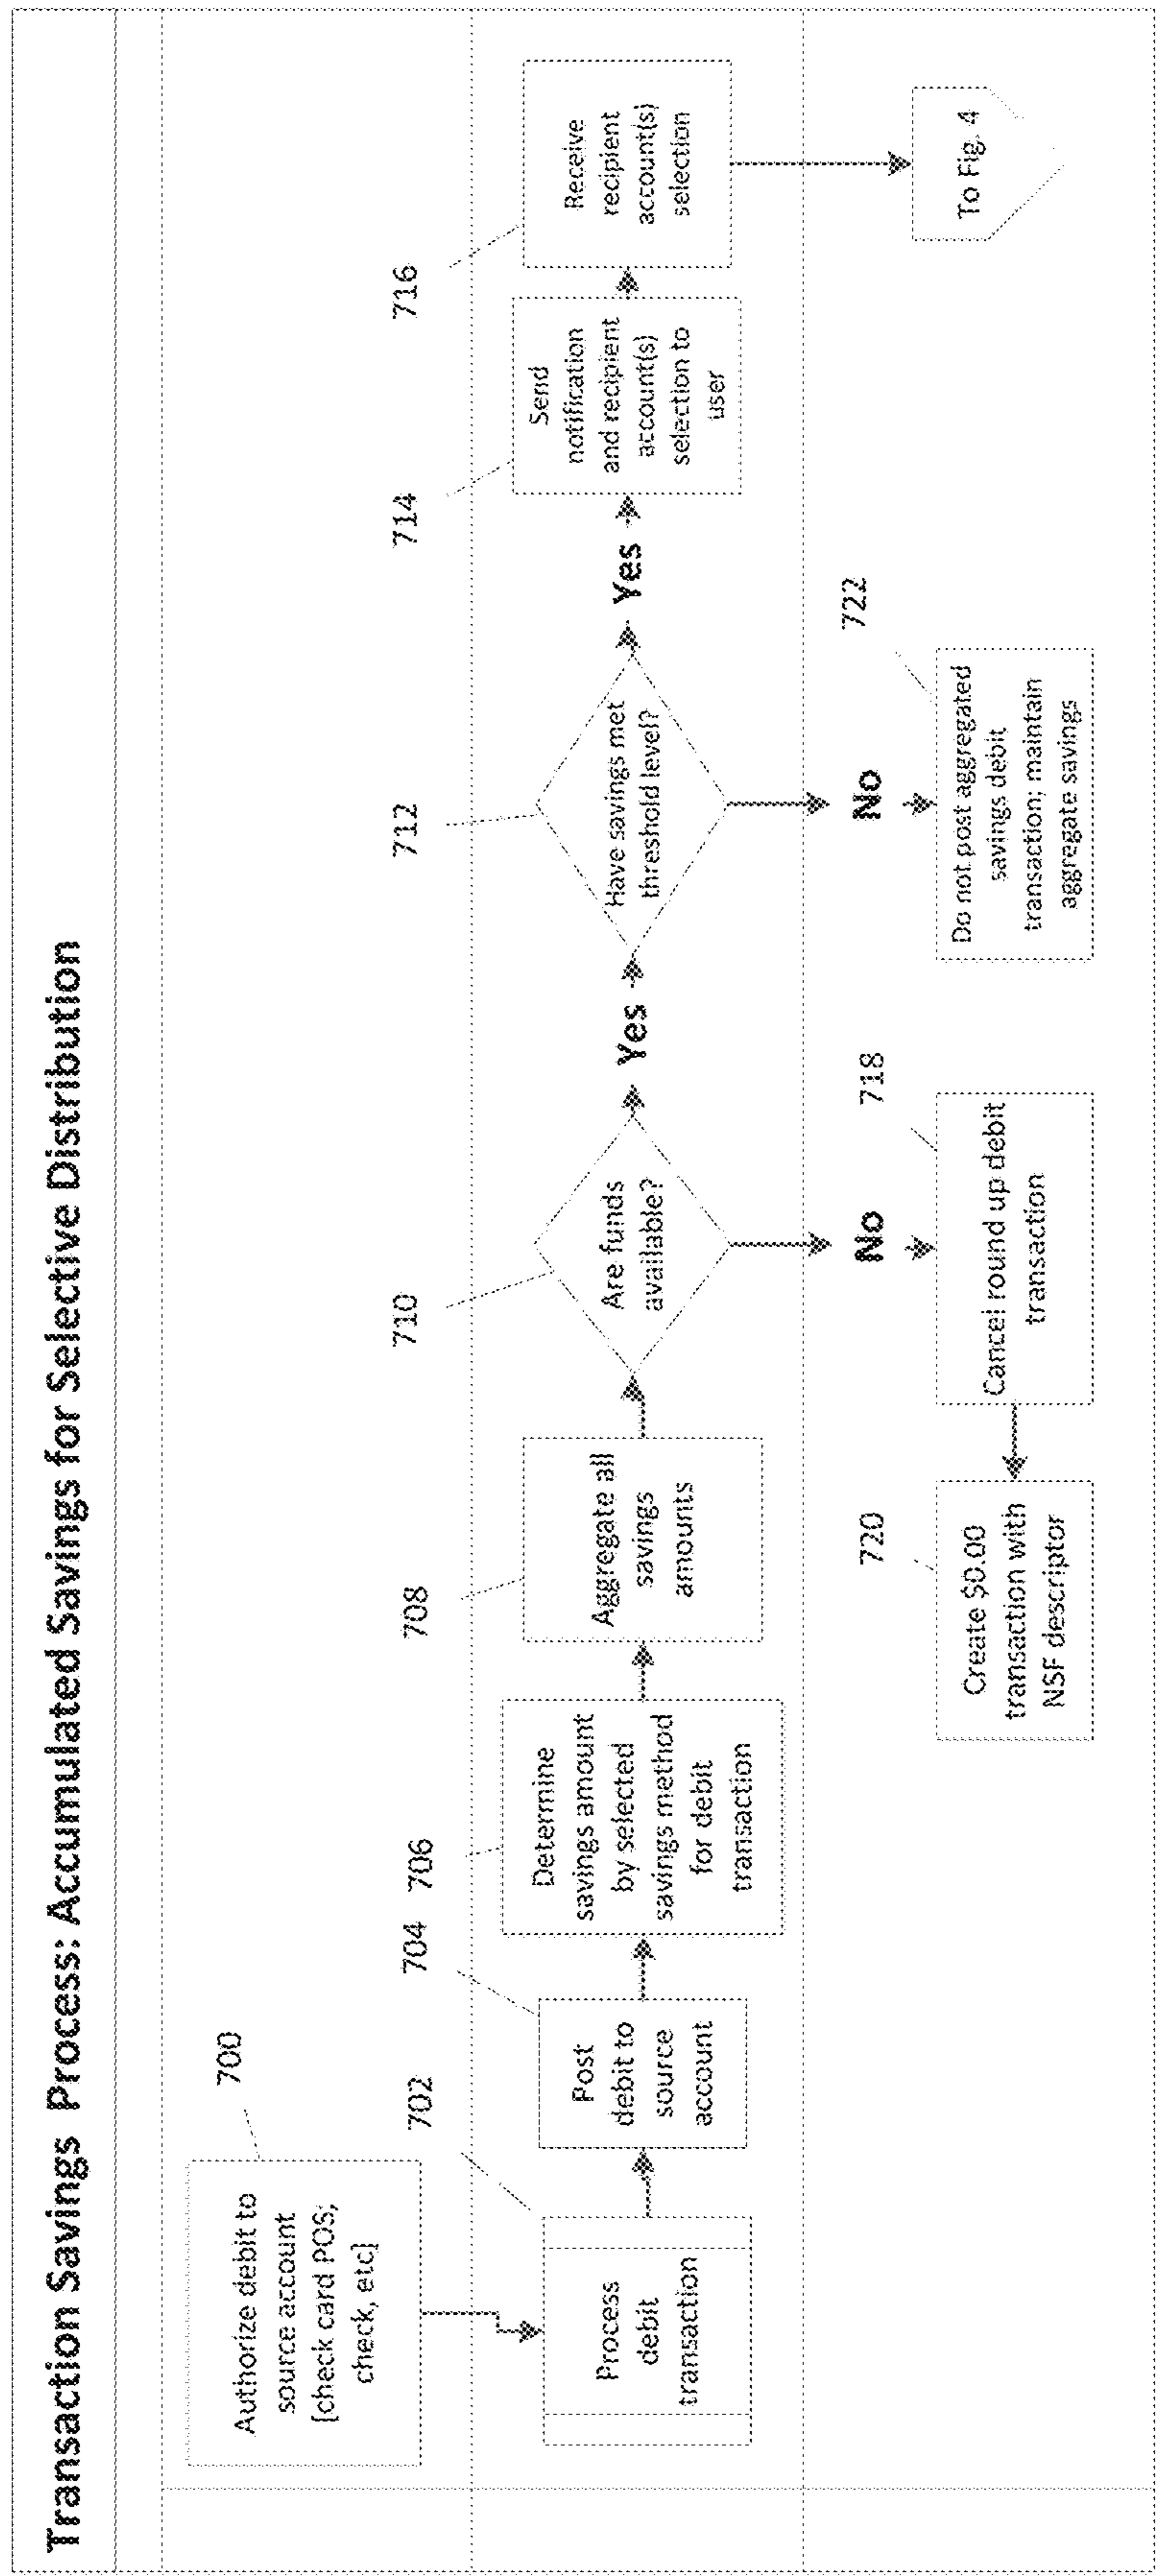 Transaction Savings Process: Accumulated Savings for Selective Distribution
700
Authorize debit to
source account
[check card POS;
check, etc]
702
Process
debit
transaction
704
Post
debit to
source
account
706
Determine
savings amount
by selected
savings method
for debit
transaction
708
Aggregate all
savings
amounts
710
Are funds
available?
Yes
712
Have savings met
threshold level?
Yes
714
Send
notification
and recipient
account(s)
selection to
user
716
Receive
recipient
account(s)
selection
To Fig. 4
No
718
Cancel round up debit
transaction
720
Create $0.00
transaction with
NSF descriptor
No
722
Do not post aggregated
savings debit
transaction; maintain
aggregate savings